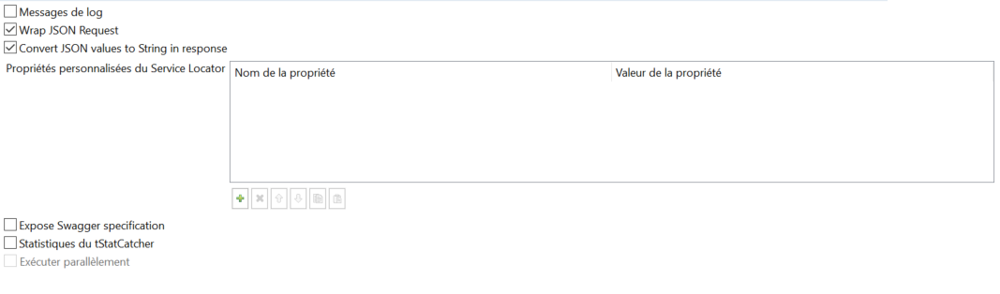 Messages de log
Wrap JSON Request
Convert JSON values to String in response
Propriétés personnalisées du Service Locator
Nom de la propriété
Valeur de la propriété
Expose Swagger specification
Statistiques du tStatCatcher
Exécuter parallèlement